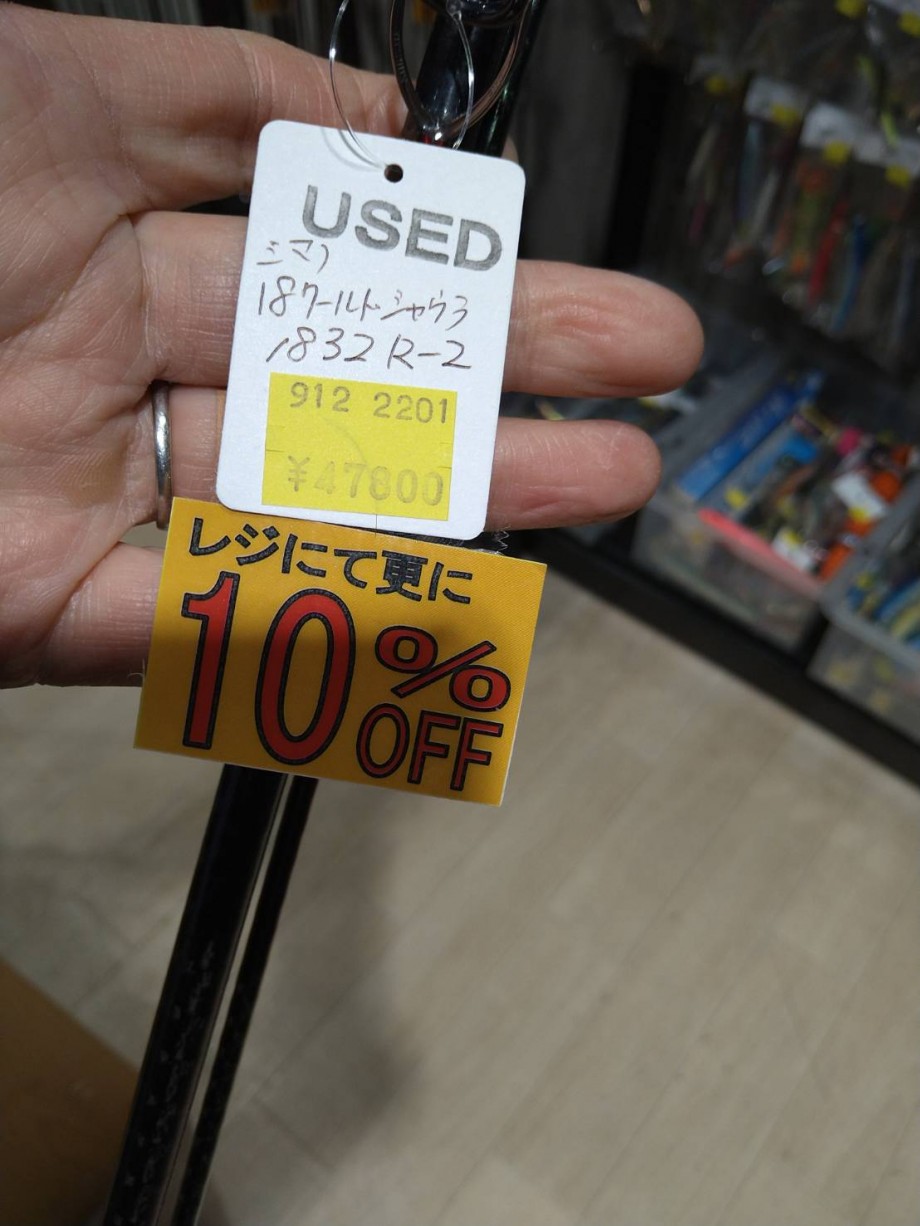 USED
シマノ
18ワールドシャウラ
1832R-2
912 2201
¥47800
レジにて更に
10%
OFF